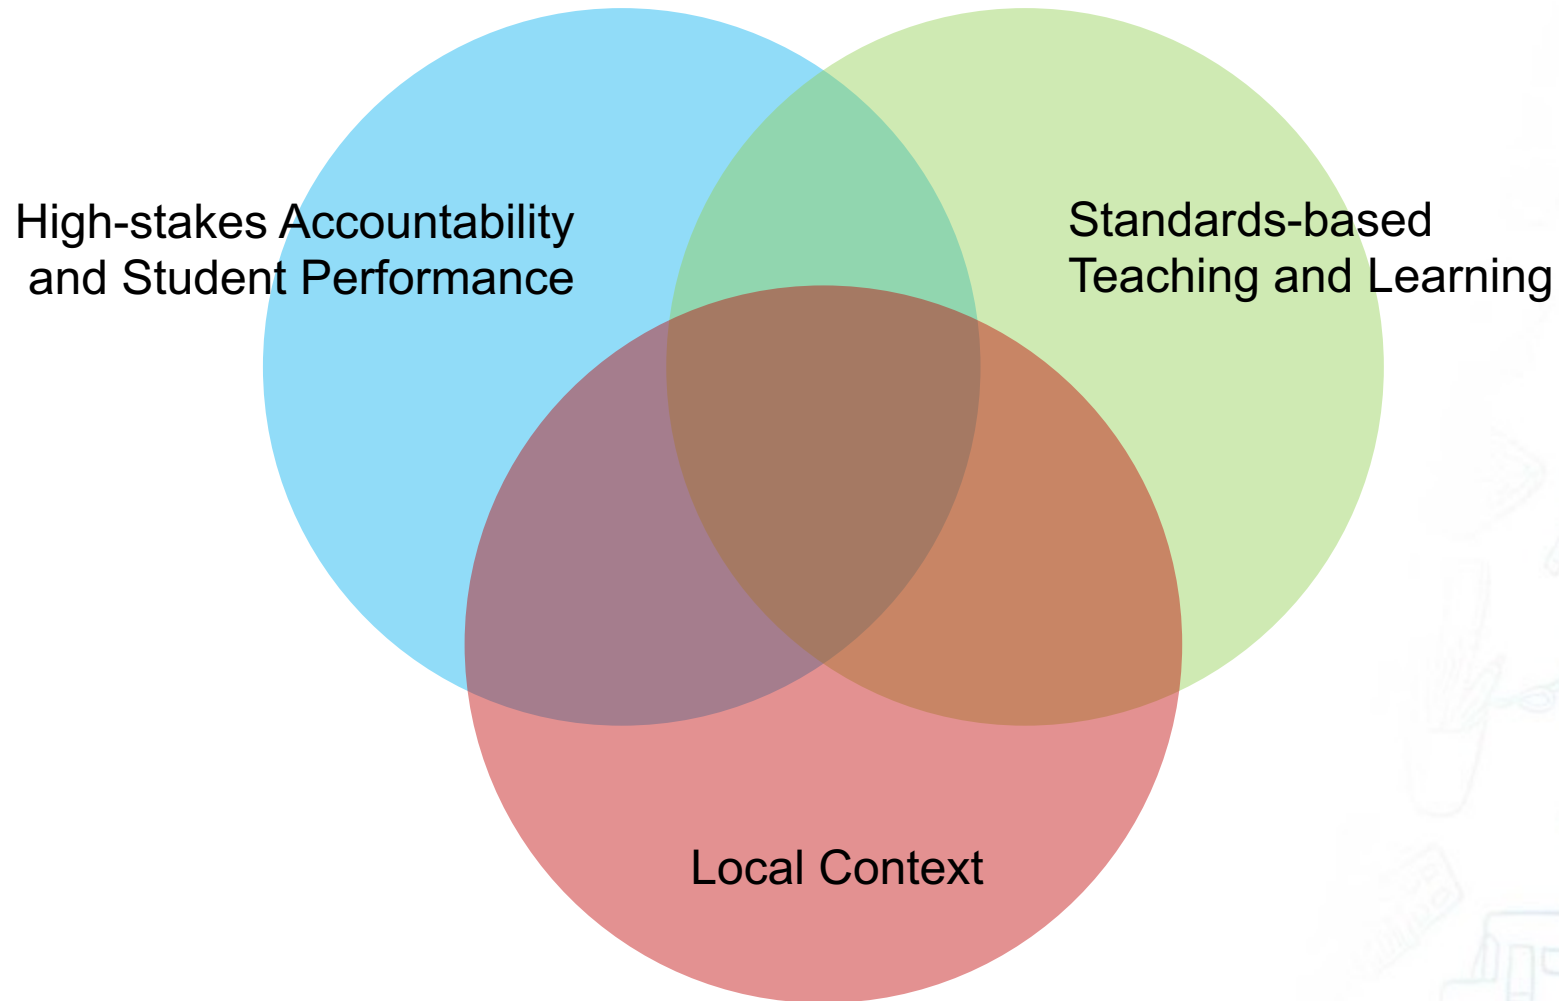 High-stakes Accountability
and Student Performance
Standards-based
Teaching and Learning
Local Context